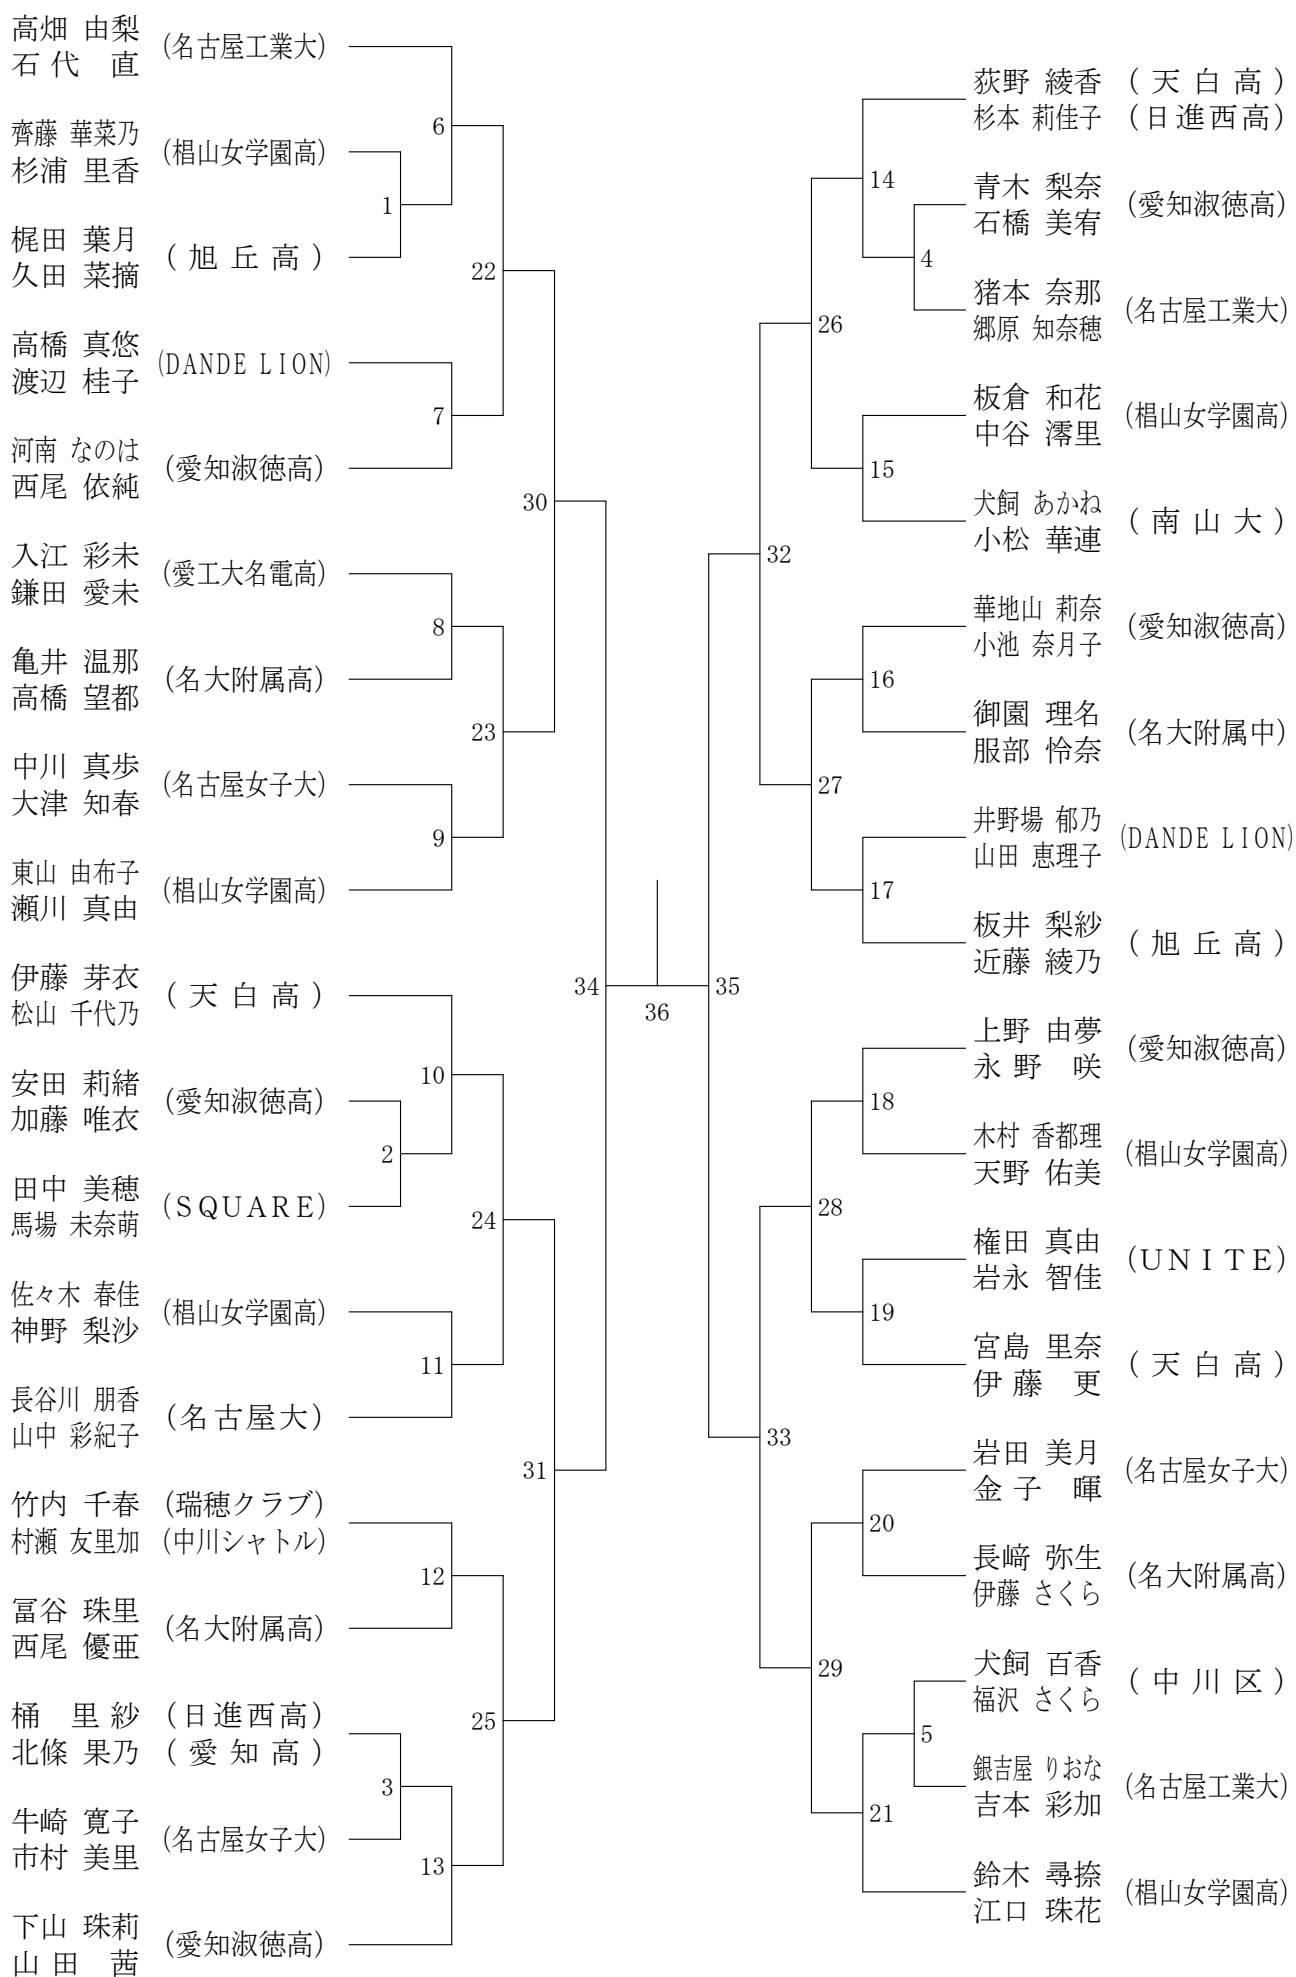 高畑 由梨 (名古屋工業大)
石代 直
齊藤 華菜乃 (椙山女学園高)
杉浦 里香
梶田 葉月 (旭丘高)
久田 菜摘
高橋 真悠 (DANDE LION)
渡辺 桂子
河南 なのは (愛知淑徳高)
西尾 依純
入江 彩未 (愛工大名電高)
鎌田 愛未
亀井 温那 (名大附属高)
高橋 望都
中川 真歩 (名古屋女子大)
大津 知春
東山 由布子 (椙山女学園高)
瀬川 真由
伊藤 芽衣 (天白高)
松山 千代乃
安田 莉緒 (愛知淑徳高)
加藤 唯衣
田中 美穂 (SQUARE)
馬場 未奈萌
佐々木 春佳 (椙山女学園高)
神野 梨沙
長谷川 朋香 (名古屋大)
山中 彩紀子
竹内 千春 (瑞穂クラブ)
村瀬 友里加 (中川シャトル)
冨谷 珠里 (名大附属高)
西尾 優亜
桶 里紗 (日進西高)
北條 果乃 (愛知高)
牛崎 寛子 (名古屋女子大)
市村 美里
下山 珠莉 (愛知淑徳高)
山田 茜
1
2
3
6
7
8
9
10
11
12
13
22
23
24
25
30
31
34
36
35
32
33
26
27
28
29
14
15
16
17
18
19
20
21
4
5
荻野 綾香 (天白高)
杉本 莉佳子 (日進西高)
青木 梨奈 (愛知淑徳高)
石橋 美宥
猪本 奈那 (名古屋工業大)
郷原 知奈穂
板倉 和花 (椙山女学園高)
中谷 澪里
犬飼 あかね (南山大)
小松 華連
華地山 莉奈 (愛知淑徳高)
小池 奈月子
御園 理名 (名大附属中)
服部 怜奈
井野場 郁乃 (DANDE LION)
山田 恵理子
板井 梨紗 (旭丘高)
近藤 綾乃
上野 由夢 (愛知淑徳高)
永野 咲
木村 香都理 (椙山女学園高)
天野 佑美
権田 真由 (UNITE)
岩永 智佳
宮島 里奈 (天白高)
伊藤 更
岩田 美月 (名古屋女子大)
金子 暉
長﨑 弥生 (名大附属高)
伊藤 さくら
犬飼 百香 (中川区)
福沢 さくら
銀吉屋 りおな (名古屋工業大)
吉本 彩加
鈴木 尋捺 (椙山女学園高)
江口 珠花